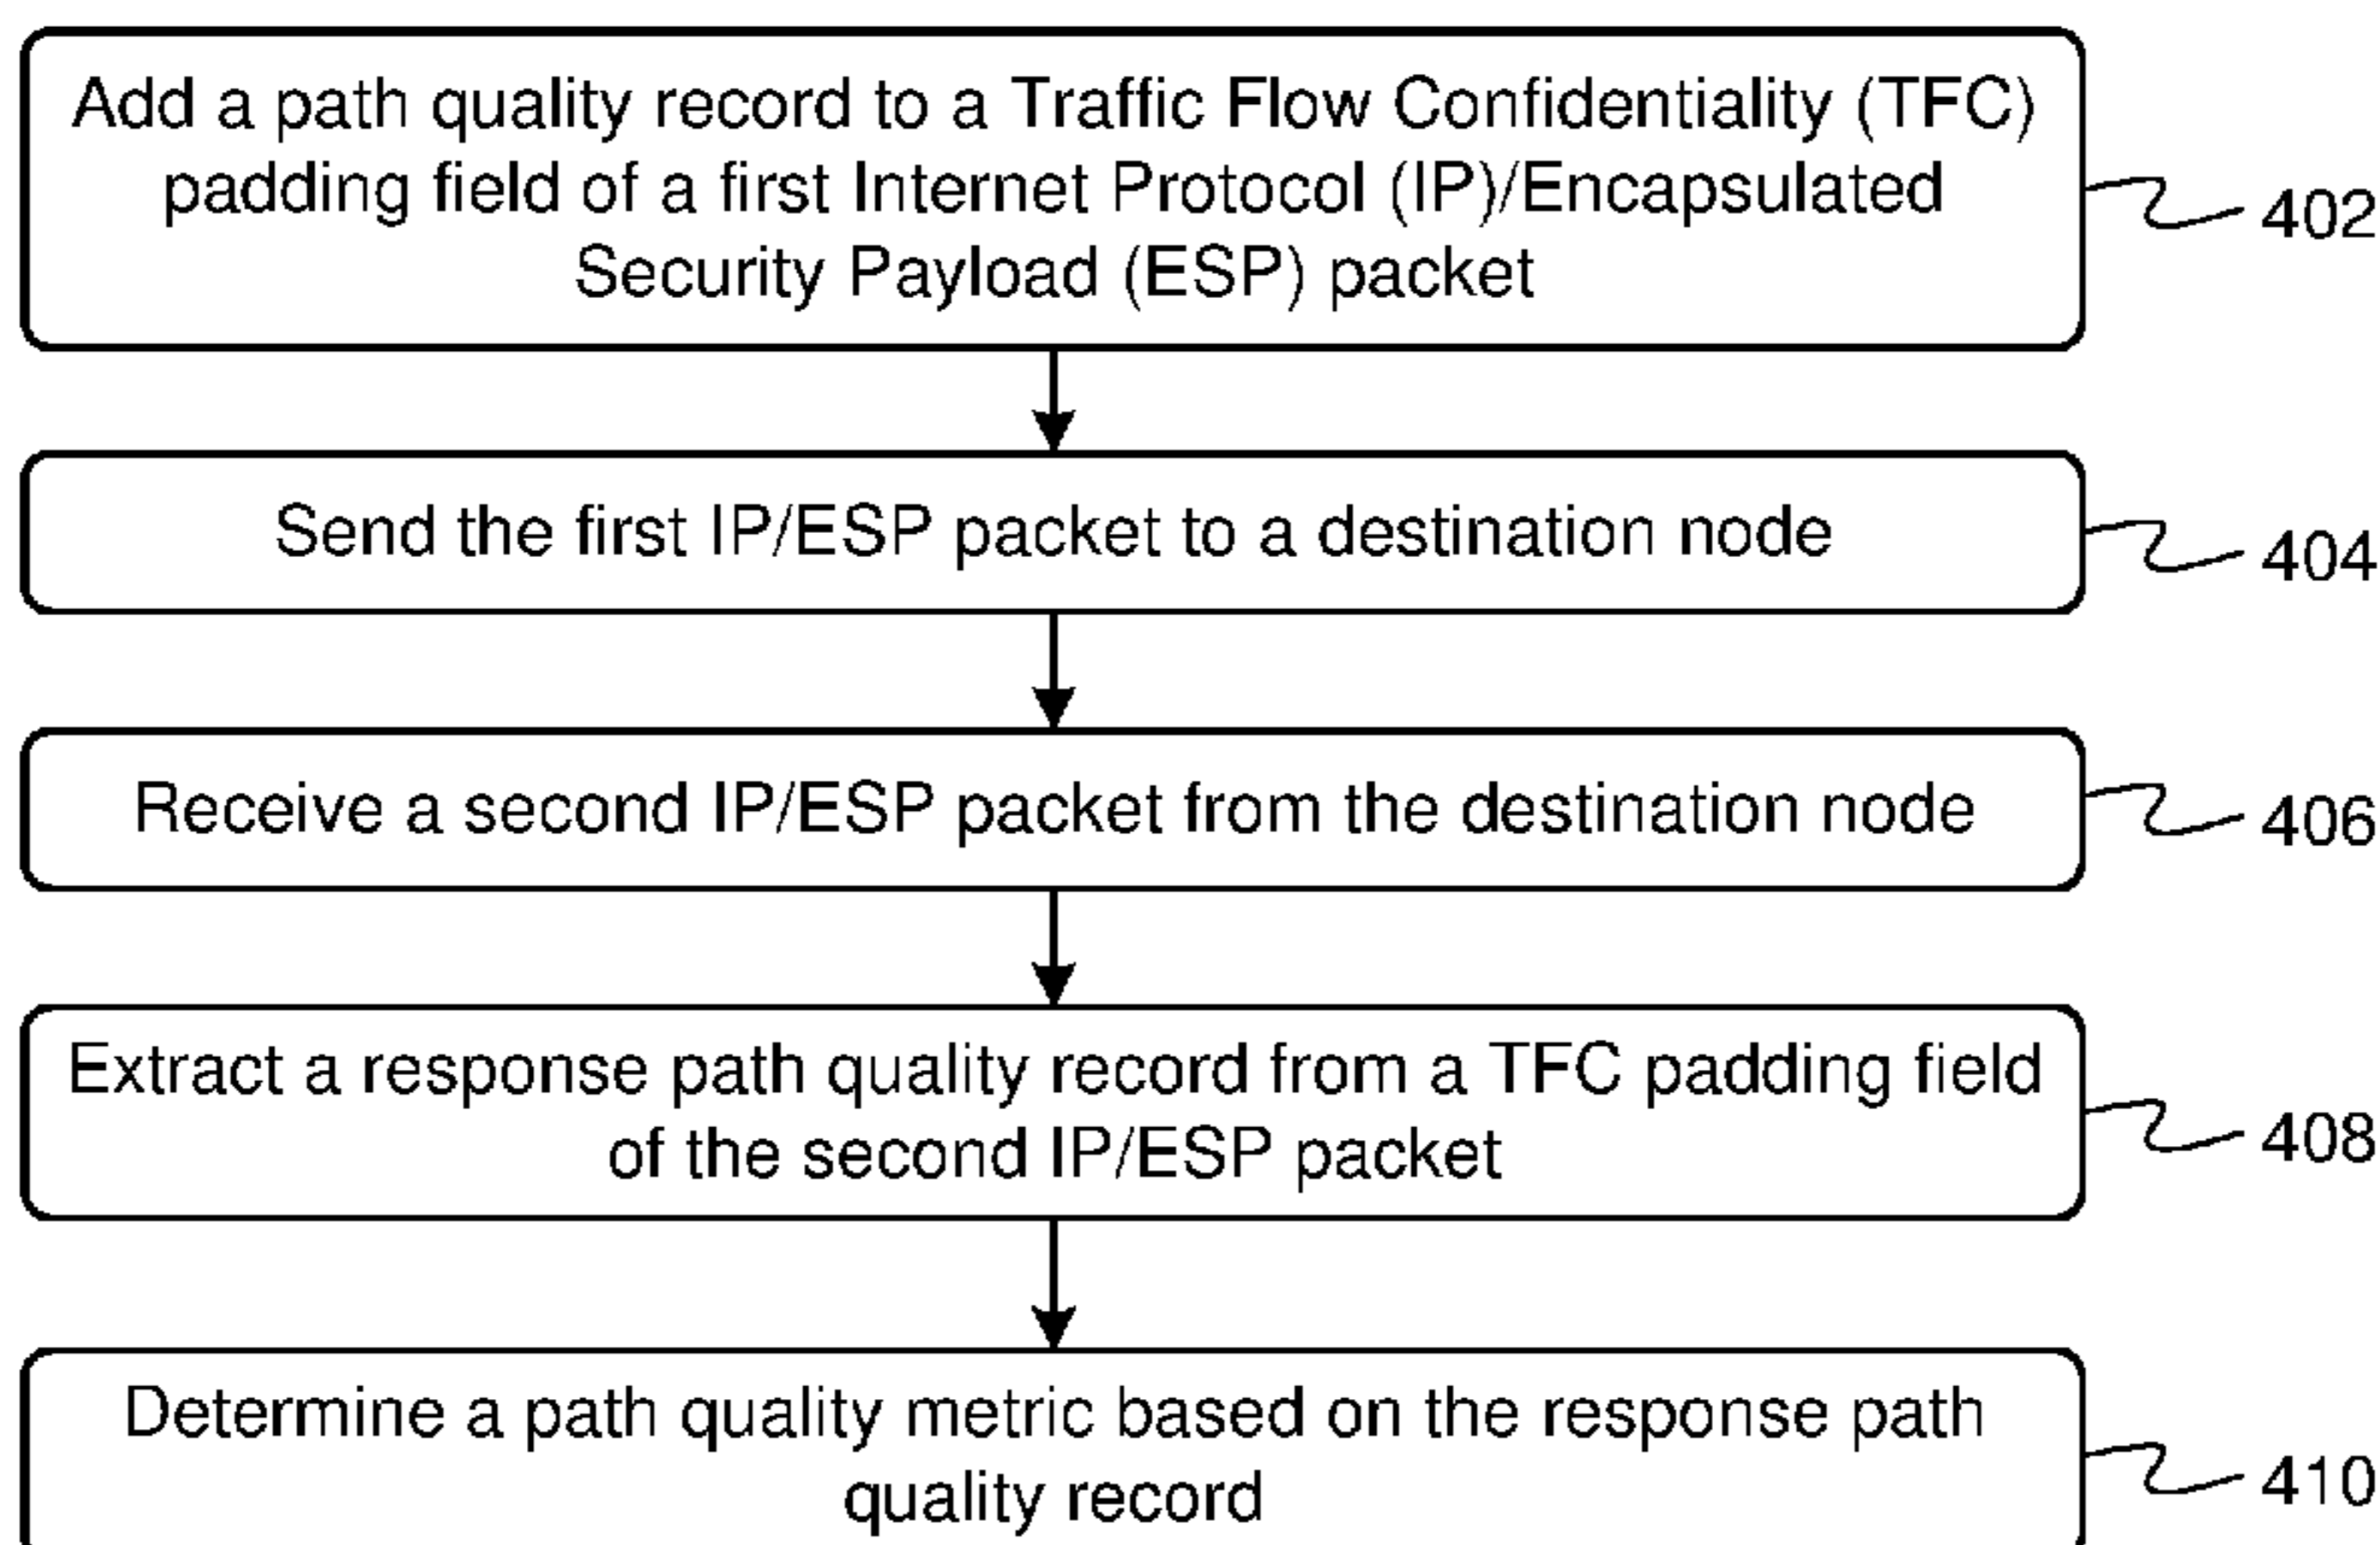 Add a path quality record to a Traffic Flow Confidentiality (TFC)
padding field of a first Internet Protocol (IP)/Encapsulated
Security Payload (ESP) packet
402
Send the first IP/ESP packet to a destination node
404
Receive a second IP/ESP packet from the destination node
406
Extract a response path quality record from a TFC padding field
of the second IP/ESP packet
408
Determine a path quality metric based on the response path
quality record
410